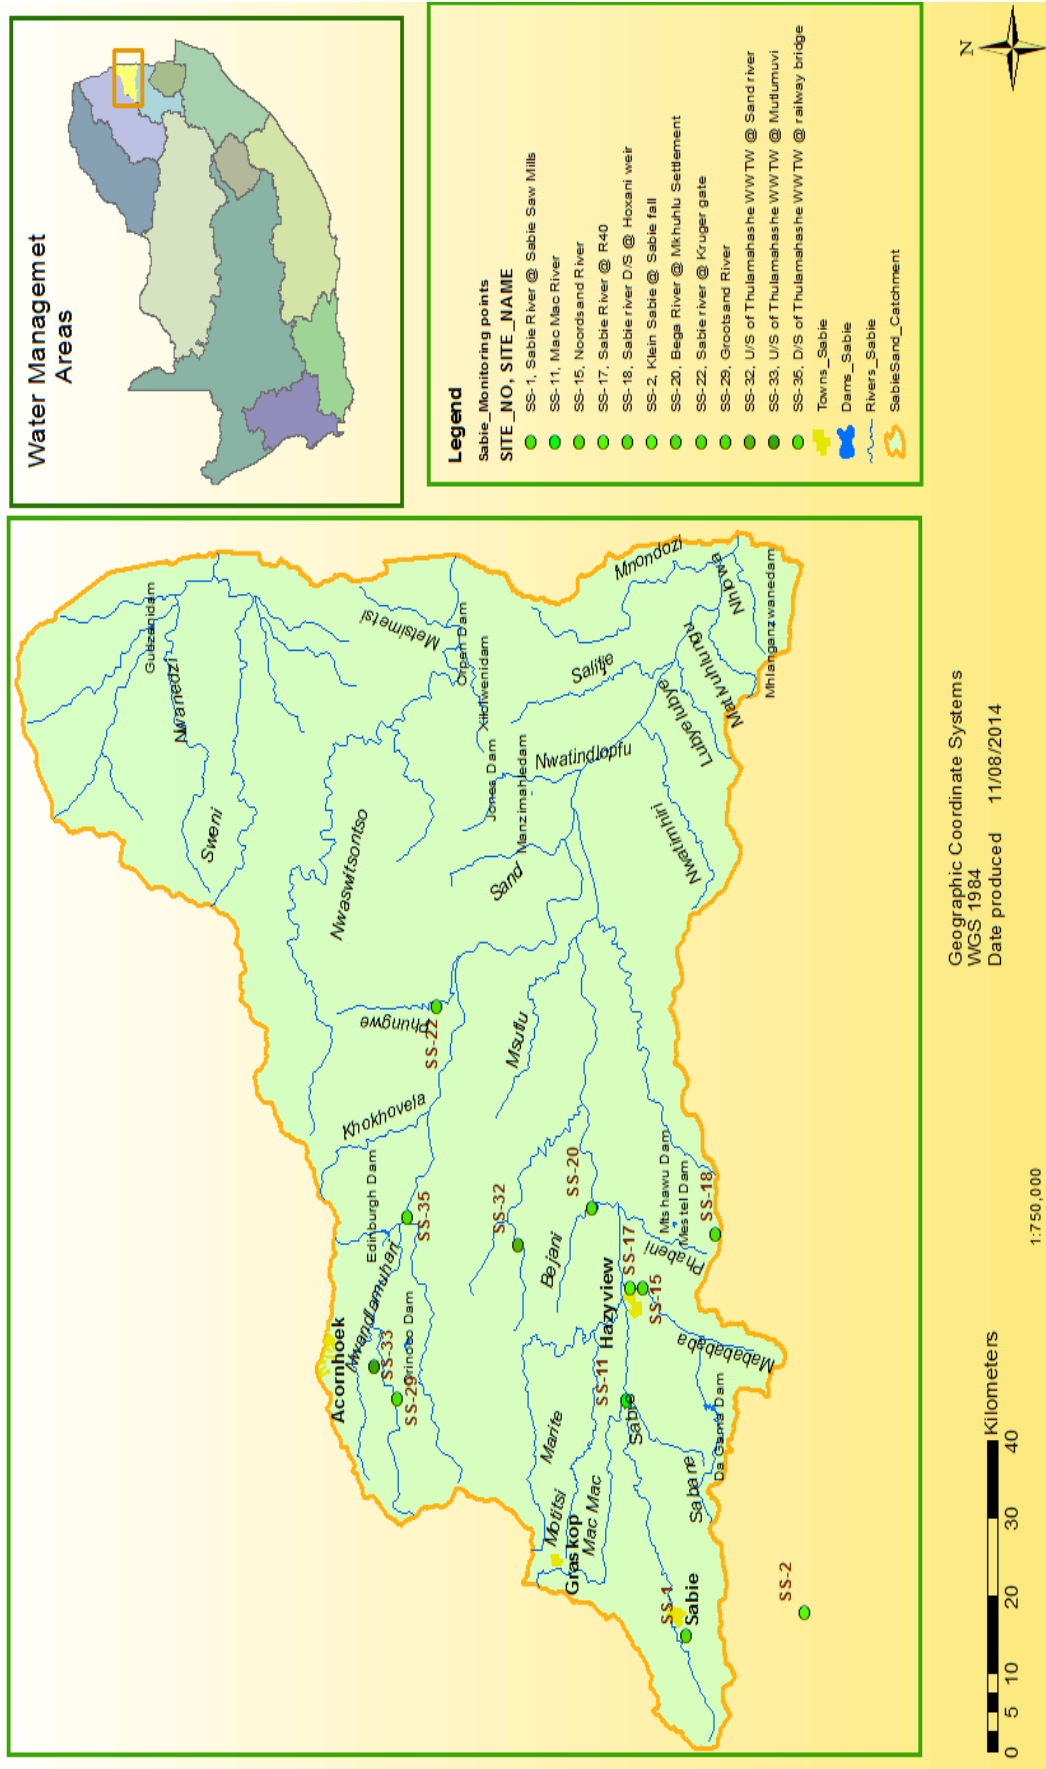 Water Managemet
Areas
Legend
Sabie_Monitoring points
SITE_NO, SITE_NAME
SS-1, Sabie River @ Sabie Saw Mills
SS-11, Mac Mac River
SS-15, Noordsand River
SS-17, Sabie River @ R40
SS-18, Sabie river D/S @ Hoxani weir
SS-2, Klein Sabie @ Sabie fall
SS-20, Bega River @ Mkhuhlu Settlement
SS-22, Sabie river @ Kruger gate
SS-29, Grootsand River
SS-32, U/S of Thulamahashe WWTW @ Sand river
SS-33, U/S of Thulamahashe WWTW @ Mutlumuvi
SS-35, D/S of Thulamahashe WWTW @ railway bridge
Towns_Sabie
Dams_Sabie
Rivers_Sabie
SabieSand_Catchment
N
Gudzanidam
Nwanedzi
Sweni
Metsimetsi
Orpen Dam
Xilolwenidam
Nwaswitsontso
Jones Dam
Manzimahledam
Sand
Nwatindlopfu
Salitje
Mnondozi
Nhlowa
Mhlanganzwanedam
Matjvuhlungu
Lubyelubye
Nwatimhiri
Phungwe
SS-22
Msutlu
Khokhovela
Edinburgh Dam
SS-35
Mwandlamuhari
Acornhoek
SS-33
SS-29
Orinoco Dam
SS-32
SS-20
Bejani
Mtshawu Dam
Mestel Dam
SS-18
Phabeni
SS-17
SS-15
Hazyview
SS-11
Sabie
Mabababa
Da Gama Dam
Sabane
Marite
Motitsi
Graskop
Mac Mac
SS-1
Sabie
SS-2
Geographic Coordinate Systems
WGS 1984
Date produced 11/08/2014
1:750,000
0 5 10 20 30 40
Kilometers